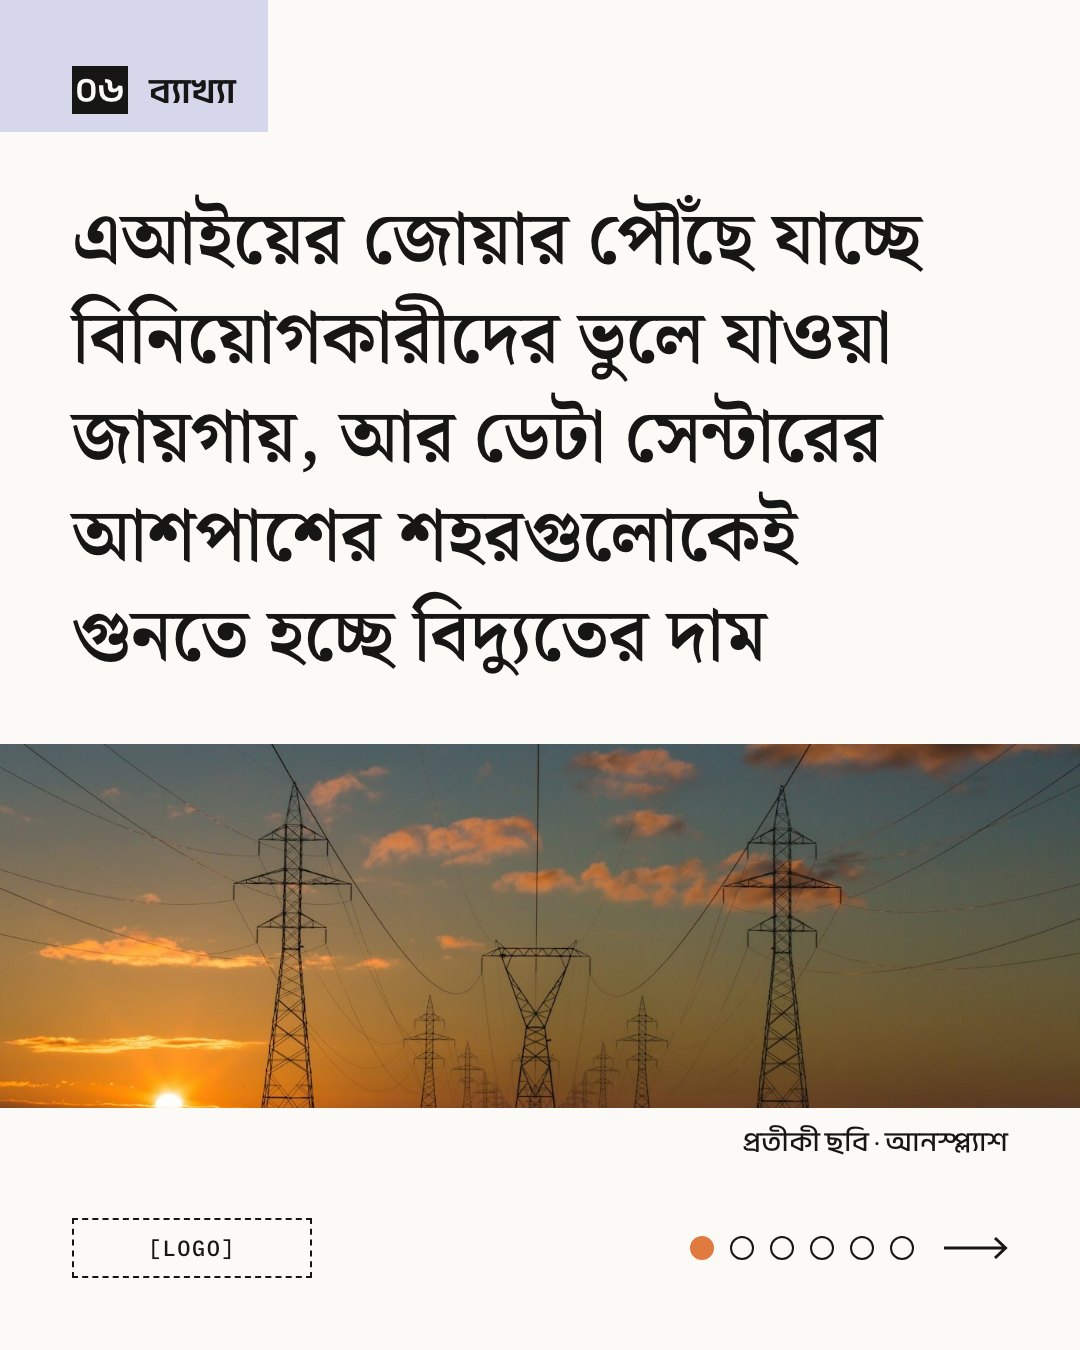 ০৬ ব্যাখ্যা
এআইয়ের জোয়ার পৌঁছে যাচ্ছে
বিনিয়োগকারীদের ভুলে যাওয়া
জায়গায়, আর ডেটা সেন্টারের
আশপাশের শহরগুলোকেই
গুনতে হচ্ছে বিদ্যুতের দাম
প্রতীকী ছবি · আনস্প্ল্যাশ
[LOGO]